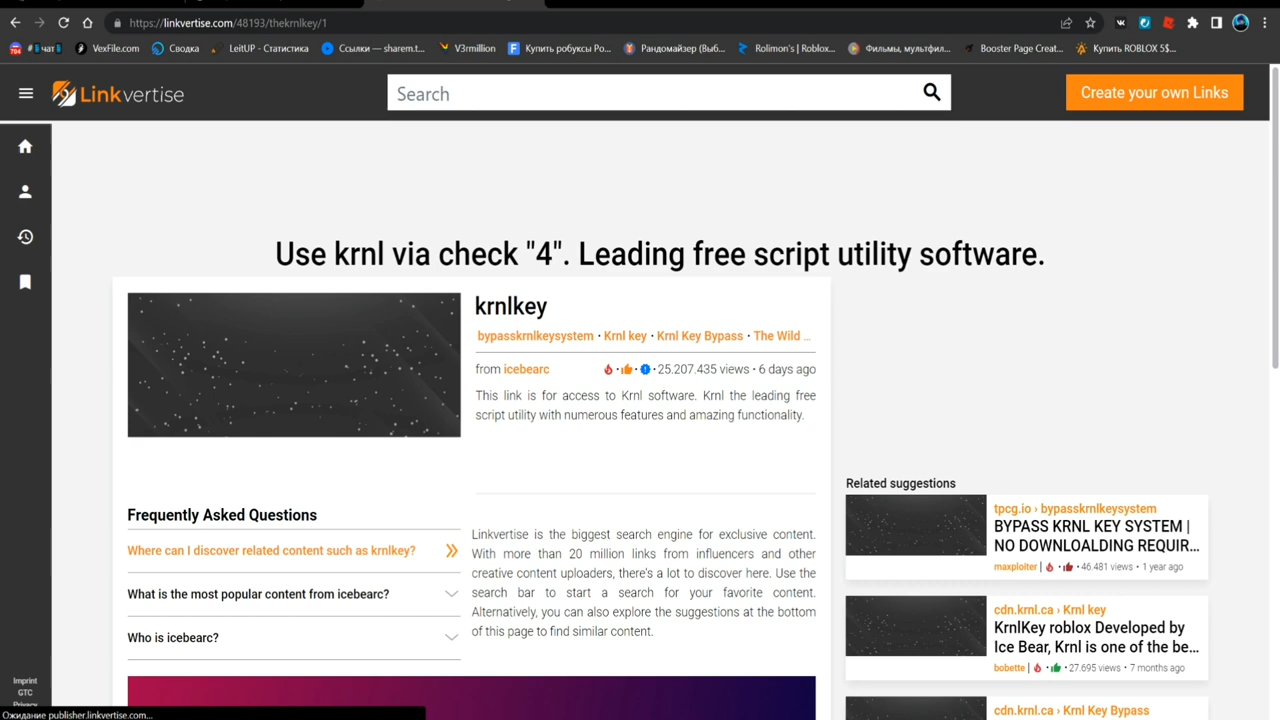 https://linkvertise.com/48193/thekrnlkey/1
VexFile.com
Сводка
LeitUP - Статистика
Ссылки — sharem.t...
V3rmillion
Купить робуксы Ро...
Рандомайзер (Выб...
Rolimon's | Roblox...
Фильмы, мультфил...
Booster Page Creat...
Купить ROBLOX 5$...
Linkvertise
Search
Create your own Links
Use krnl via check "4". Leading free script utility software.
krnlkey
bypasskrnlkeysystem · Krnl key · Krnl Key Bypass · The Wild ...
from icebearc
25.207.435 views · 6 days ago
This link is for access to Krnl software. Krnl the leading free
script utility with numerous features and amazing functionality.
Frequently Asked Questions
Where can I discover related content such as krnlkey?
What is the most popular content from icebearc?
Who is icebearc?
Linkvertise is the biggest search engine for exclusive content.
With more than 20 million links from influencers and other
creative content uploaders, there's a lot to discover here. Use the
search bar to start a search for your favorite content.
Alternatively, you can also explore the suggestions at the bottom
of this page to find similar content.
Related suggestions
tpcg.io › bypasskrnlkeysystem
BYPASS KRNL KEY SYSTEM |
NO DOWNLOALDING REQUIR...
maxploiter | 46.481 views · 1 year ago
cdn.krnl.ca › Krnl key
KrnlKey roblox Developed by
Ice Bear, Krnl is one of the be...
bobette | 27.695 views · 7 months ago
cdn.krnl.ca › Krnl Key Bypass
Imprint
GTC
Privacy
Ожидание publisher.linkvertise.com...